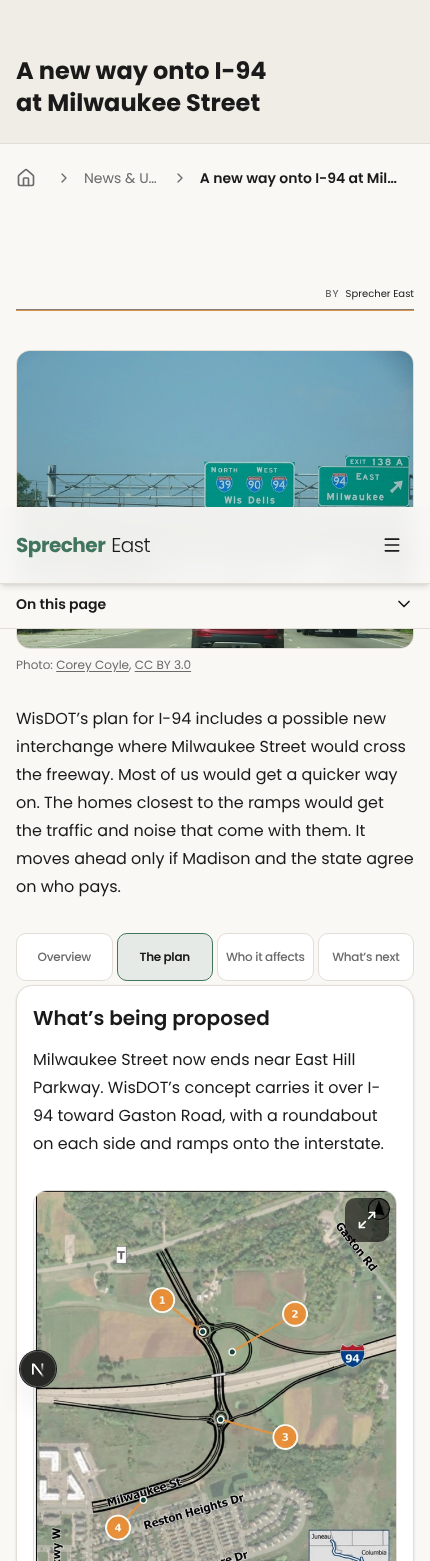 A new way onto I-94
at Milwaukee Street
News & U... A new way onto I-94 at Mil...
BY Sprecher East
NORTH WEST
39 90 94
Wis Dells
EXIT 138 A
94 EAST
Milwaukee
Sprecher East
On this page
Photo: Corey Coyle, CC BY 3.0
WisDOT’s plan for I-94 includes a possible new
interchange where Milwaukee Street would cross
the freeway. Most of us would get a quicker way
on. The homes closest to the ramps would get
the traffic and noise that come with them. It
moves ahead only if Madison and the state agree
on who pays.
Overview The plan Who it affects What’s next
What’s being proposed
Milwaukee Street now ends near East Hill
Parkway. WisDOT’s concept carries it over I-
94 toward Gaston Road, with a roundabout
on each side and ramps onto the interstate.
Gaston Rd
T
1
2
94
N
3
Milwaukee St
Reston Heights Dr
4
wy W
re Dr
Juneau
Columbia